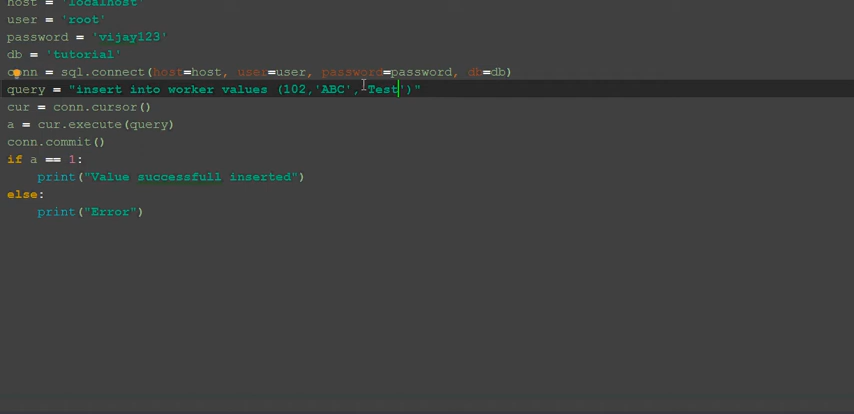 host = 'localhost'
user = 'root'
password = 'vijay123'
db = 'tutorial'
conn = sql.connect(host=host, user=user, password=password, db=db)
query = "insert into worker values (102,'ABC','Test')"
cur = conn.cursor()
a = cur.execute(query)
conn.commit()
if a == 1:
    print("Value successfull inserted")
else:
    print("Error")